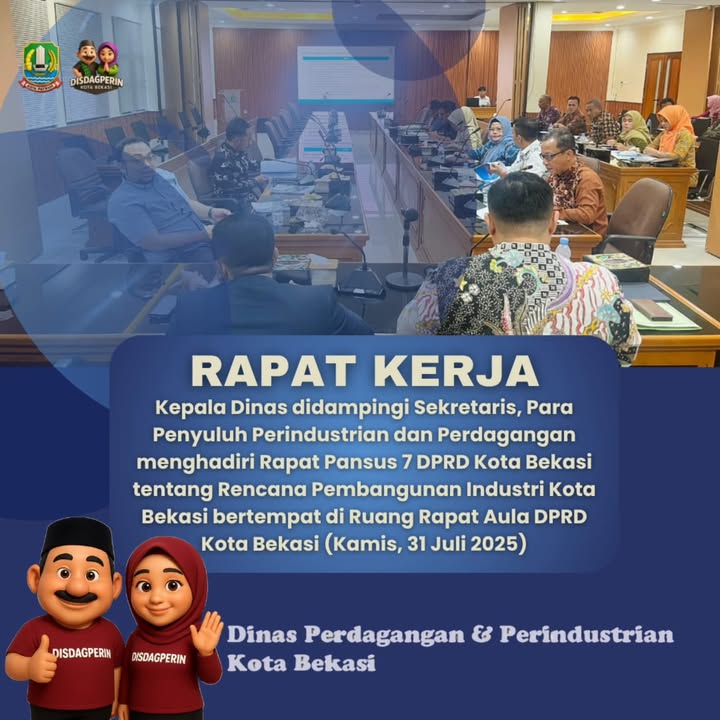 KOTA BEKASI
DISDAGPERIN
KOTA BEKASI
RAPAT KERJA
Kepala Dinas didampingi Sekretaris, Para
Penyuluh Perindustrian dan Perdagangan
menghadiri Rapat Pansus 7 DPRD Kota Bekasi
tentang Rencana Pembangunan Industri Kota
Bekasi bertempat di Ruang Rapat Aula DPRD
Kota Bekasi (Kamis, 31 Juli 2025)
DISDAGPERIN
DISDAGPERIN
Dinas Perdagangan & Perindustrian
Kota Bekasi